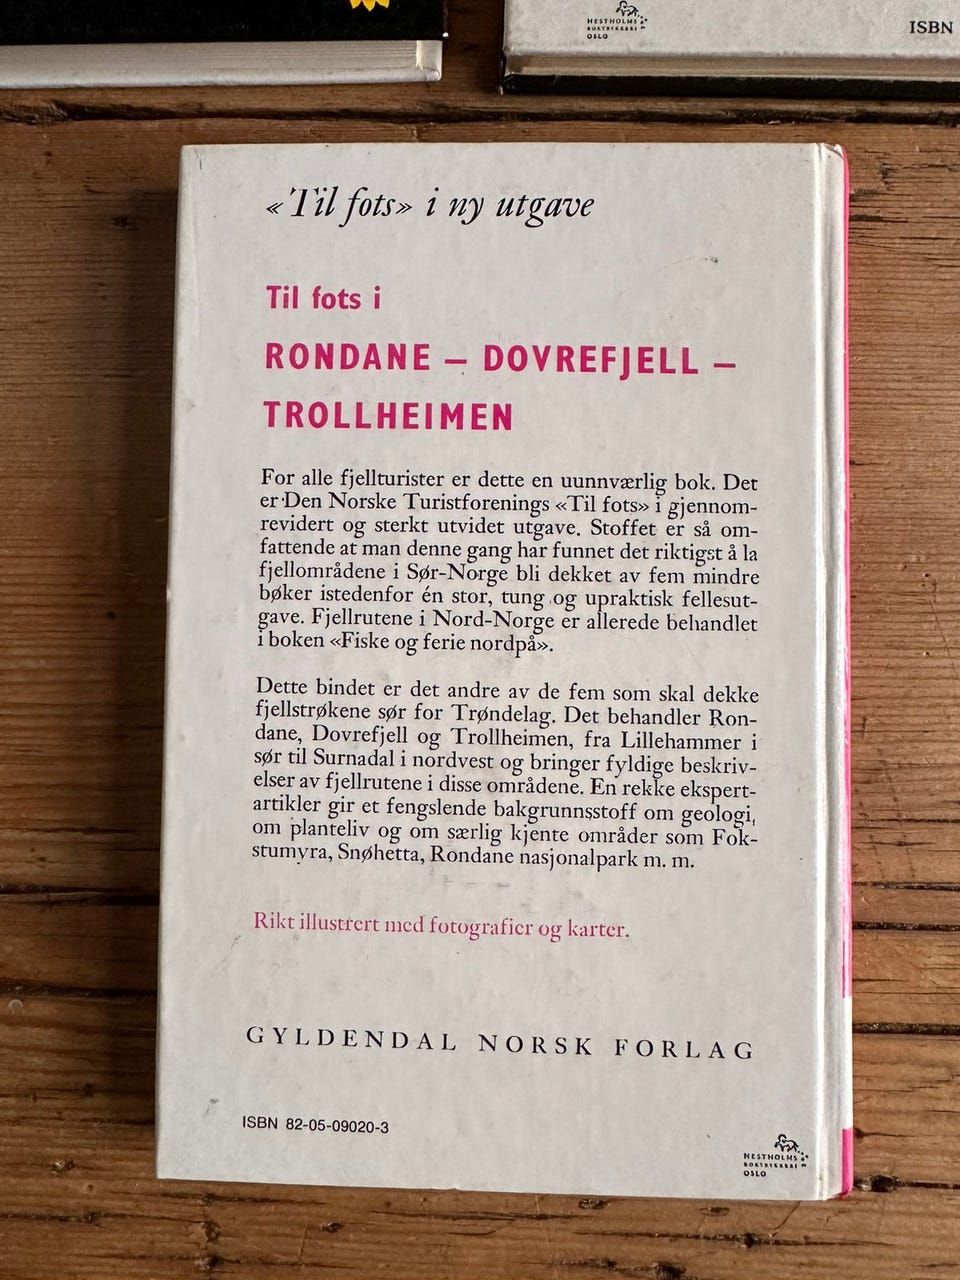 HESTHOLMS
BOKTRYKKERI
OSLO
ISBN
«Til fots» i ny utgave
Til fots i
RONDANE – DOVREFJELL –
TROLLHEIMEN
For alle fjellturister er dette en uunnværlig bok. Det
er Den Norske Turistforenings «Til fots» i gjennom-
revidert og sterkt utvidet utgave. Stoffet er så om-
fattende at man denne gang har funnet det riktigst å la
fjellområdene i Sør-Norge bli dekket av fem mindre
bøker istedenfor én stor, tung og upraktisk fellesut-
gave. Fjellrutene i Nord-Norge er allerede behandlet
i boken «Fiske og ferie nordpå».
Dette bindet er det andre av de fem som skal dekke
fjellstrøkene sør for Trøndelag. Det behandler Ron-
dane, Dovrefjell og Trollheimen, fra Lillehammer i
sør til Surnadal i nordvest og bringer fyldige beskriv-
elser av fjellrutene i disse områdene. En rekke ekspert-
artikler gir et fengslende bakgrunnsstoff om geologi,
om planteliv og om særlig kjente områder som Fok-
stumyra, Snøhetta, Rondane nasjonalpark m. m.
Rikt illustrert med fotografier og karter.
GYLDENDAL NORSK FORLAG
ISBN 82-05-09020-3
HESTHOLMS
BOKTRYKKERI
OSLO